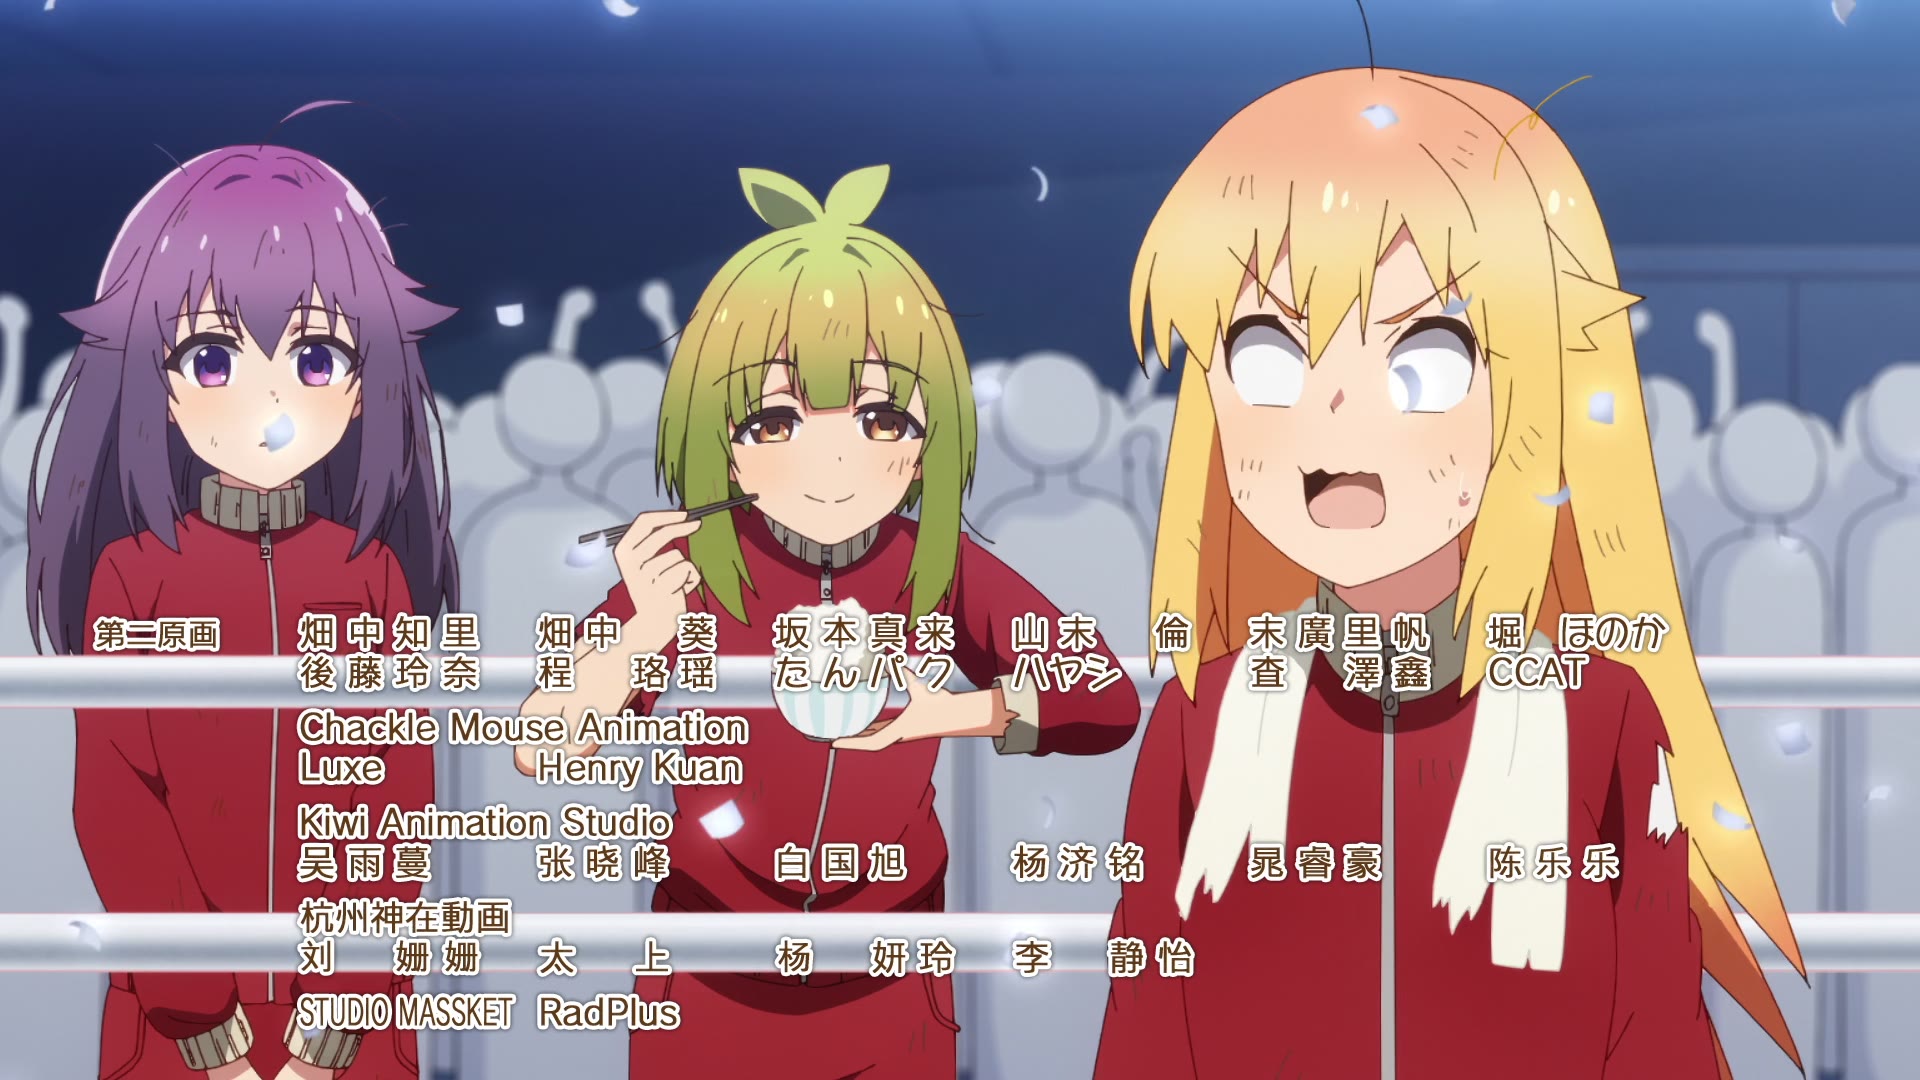 第二原画 畑中知里 畑中 葵 坂本真来 山末 倫 末廣里帆 堀 ほのか
後藤玲奈 程 珞瑶 たんパク ハヤシ 査 澤鑫 CCAT
Chackle Mouse Animation
Luxe Henry Kuan
Kiwi Animation Studio
吴雨蔓 张晓峰 白国旭 杨济铭 晁睿豪 陈乐乐
杭州神在動画
刘 姗姗 太 上 杨 妍玲 李 静怡
STUDIO MASSKET RadPlus